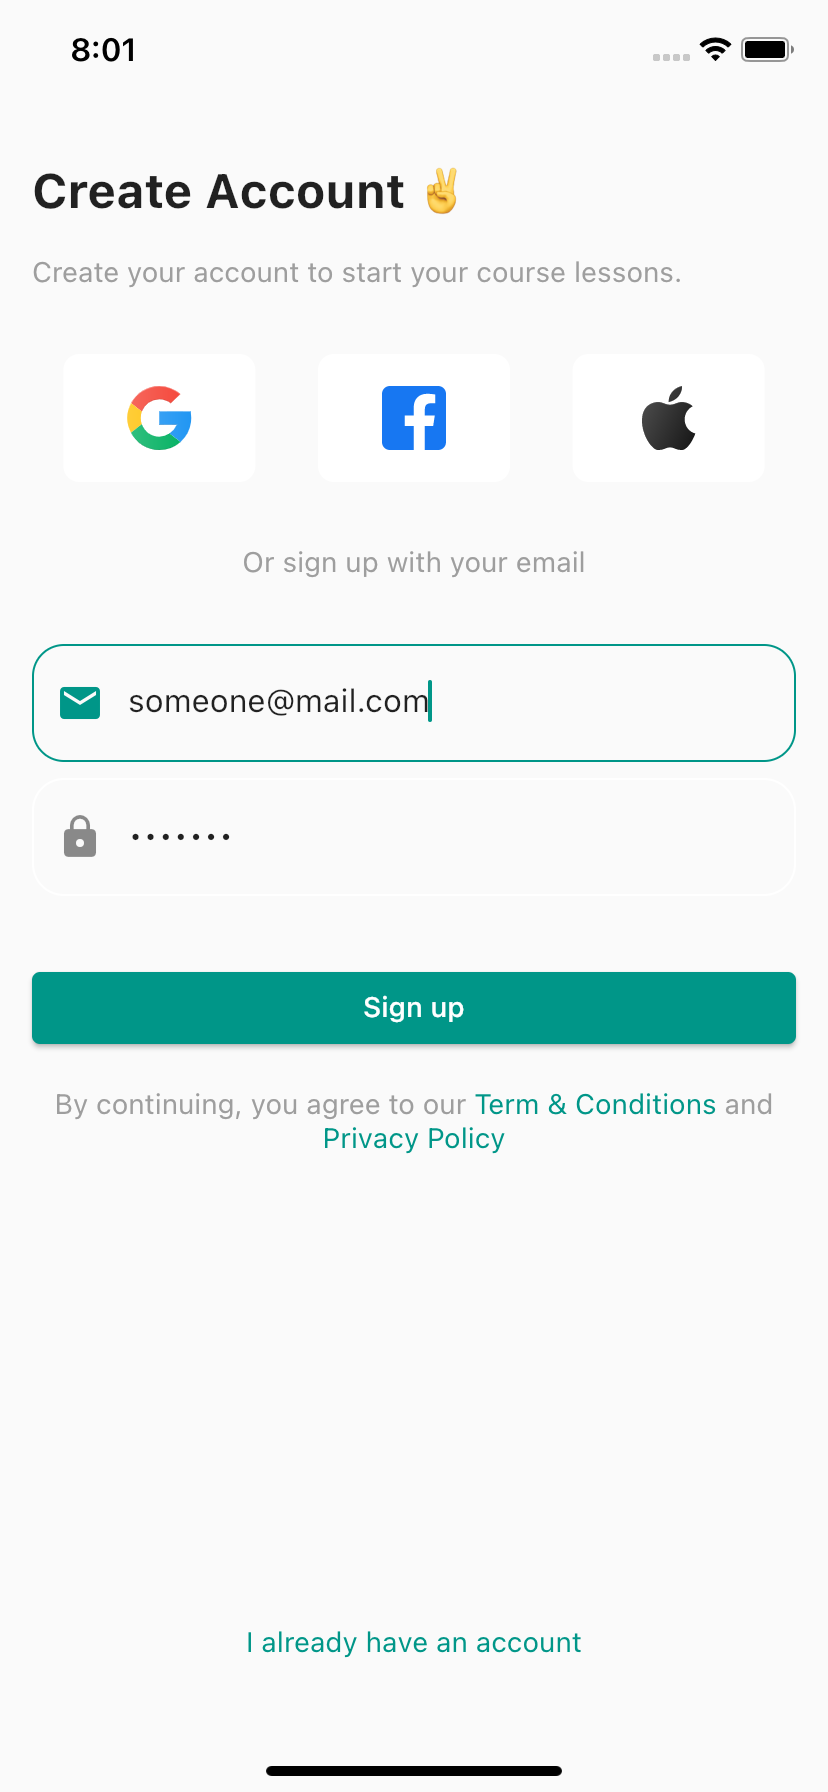 8:01
Create Account ✌️
Create your account to start your course lessons.
Or sign up with your email
someone@mail.com
•••••••
Sign up
By continuing, you agree to our Term & Conditions and
Privacy Policy
I already have an account